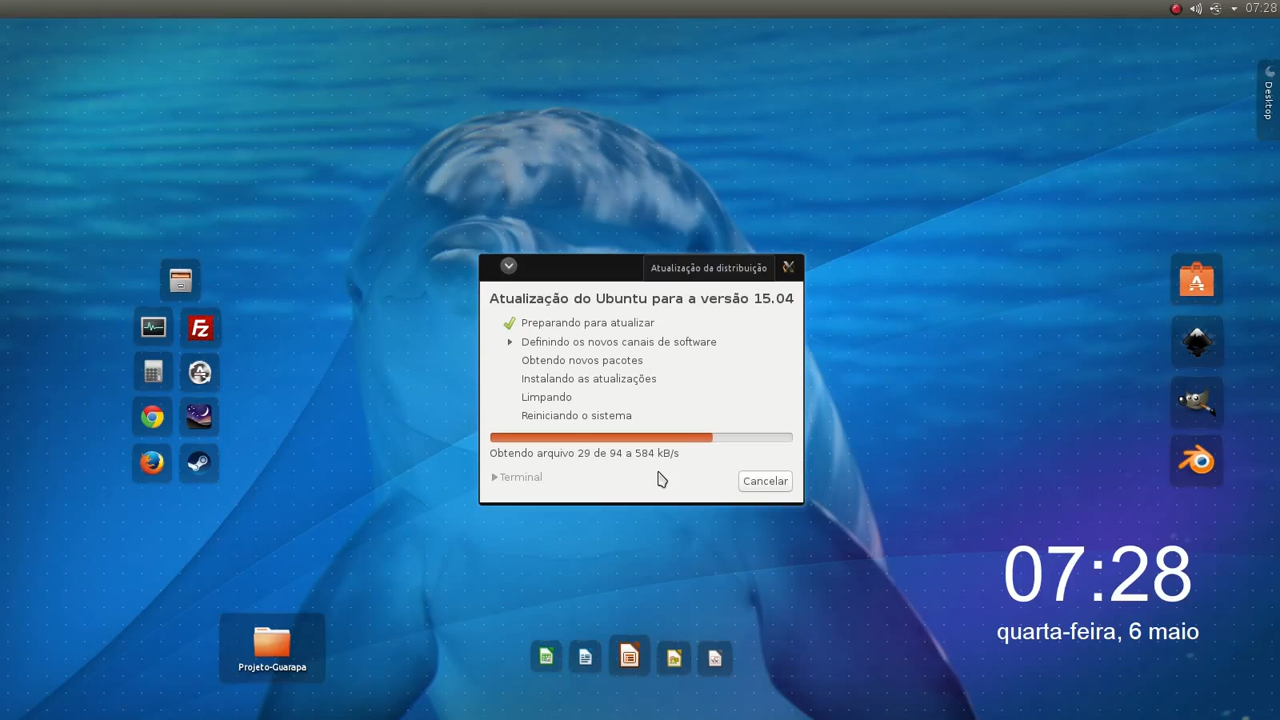 07:28
Desktop
Atualização da distribuição
Atualização do Ubuntu para a versão 15.04
Preparando para atualizar
Definindo os novos canais de software
Obtendo novos pacotes
Instalando as atualizações
Limpando
Reiniciando o sistema
Obtendo arquivo 29 de 94 a 584 kB/s
Terminal
Cancelar
Fz
07:28
quarta-feira, 6 maio
Projeto-Guarapa